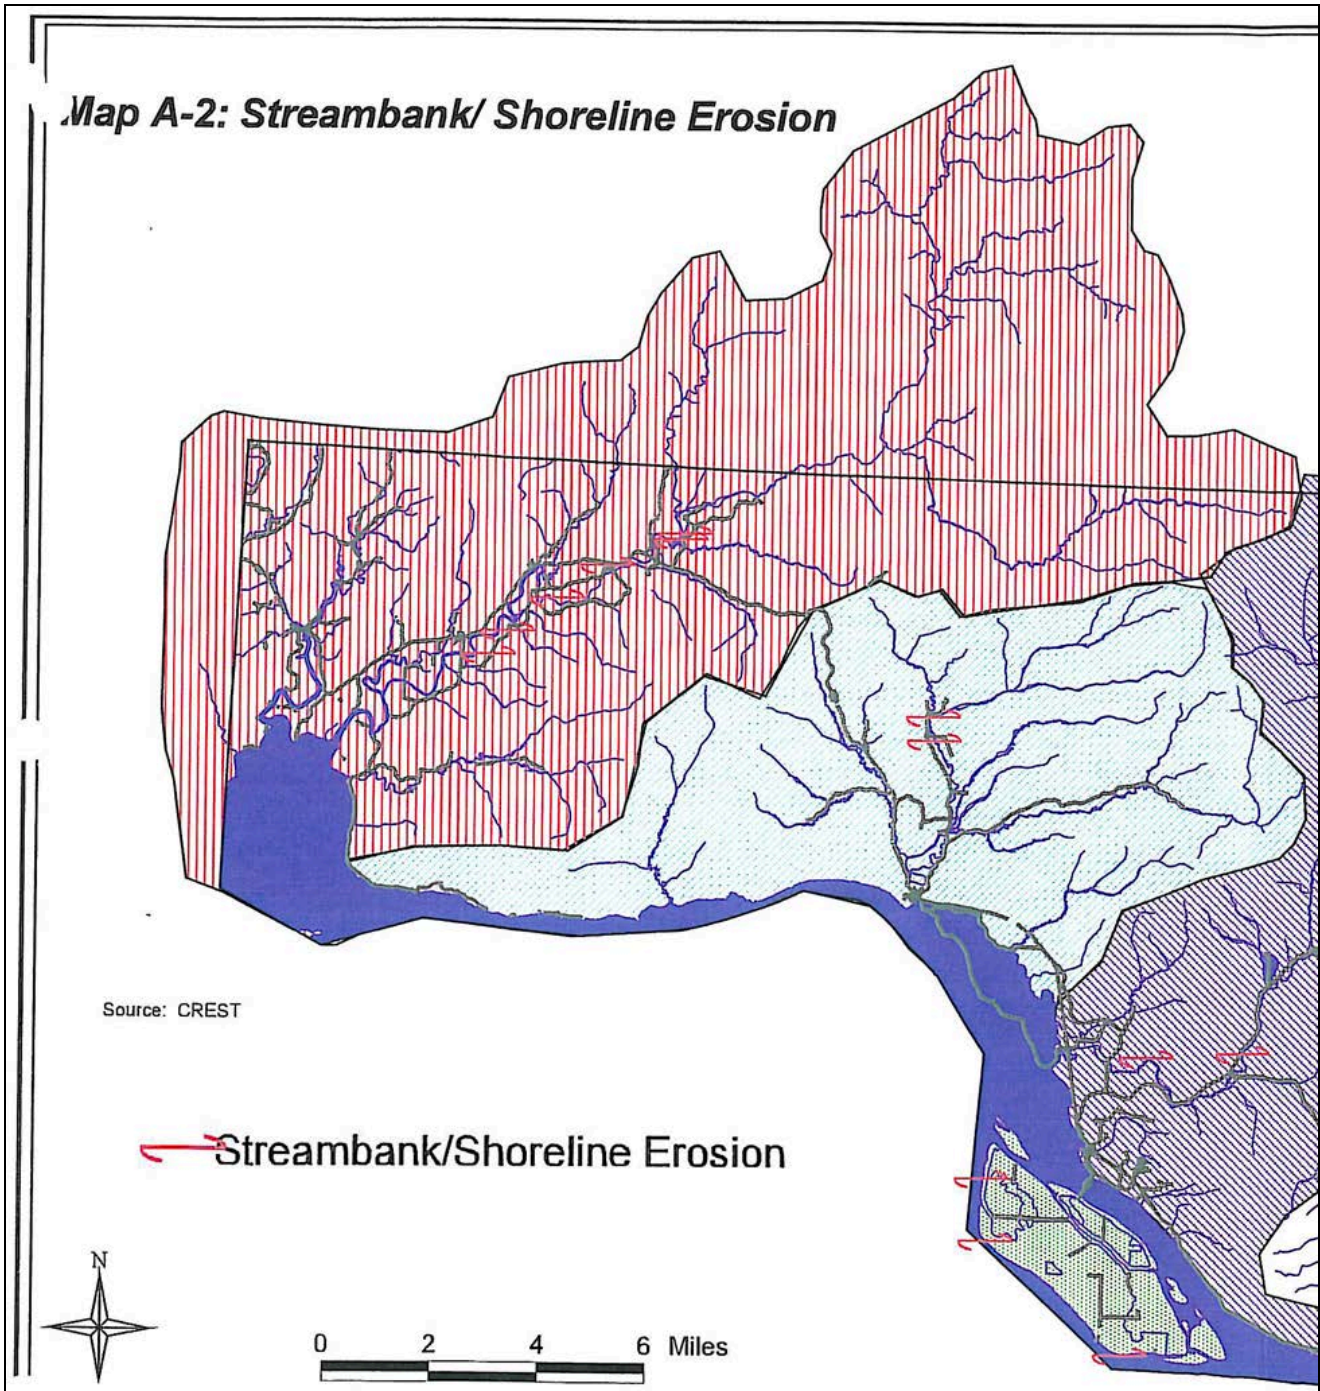 Map A-2: Streambank/ Shoreline Erosion
Source: CREST
Streambank/Shoreline Erosion
N
0 2 4 6 Miles